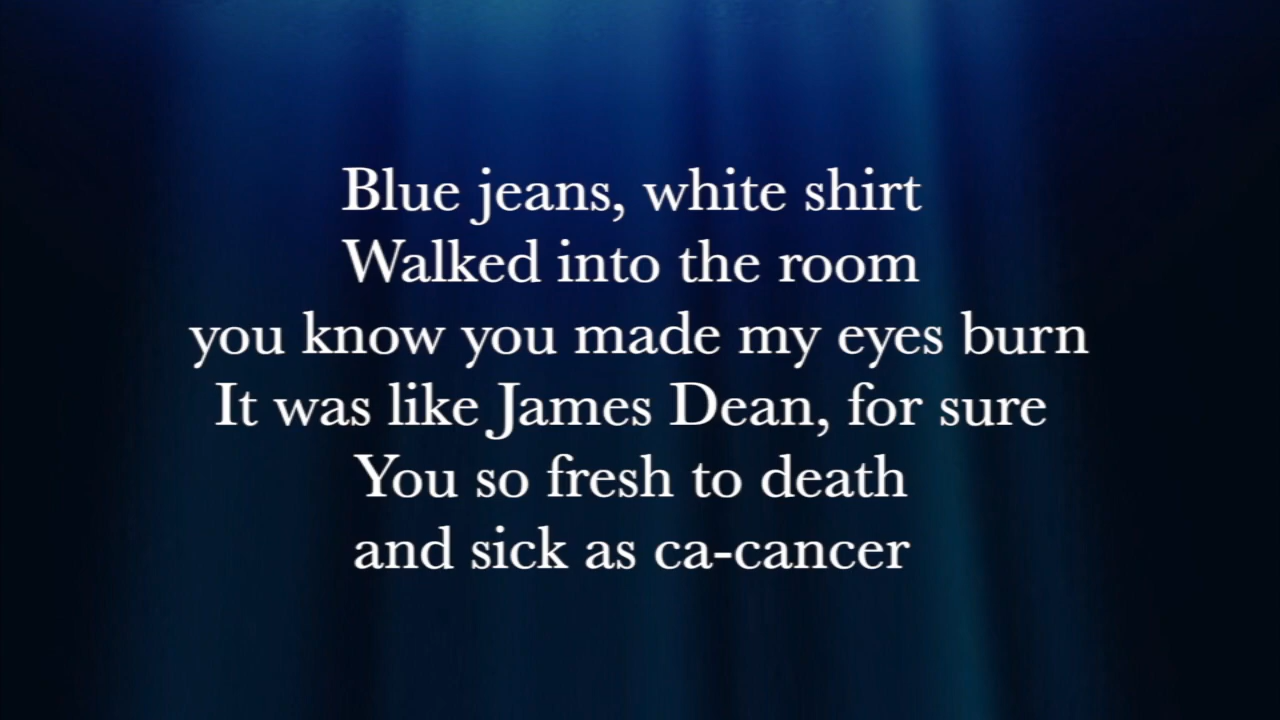 Blue jeans, white shirt
Walked into the room
you know you made my eyes burn
It was like James Dean, for sure
You so fresh to death
and sick as ca-cancer